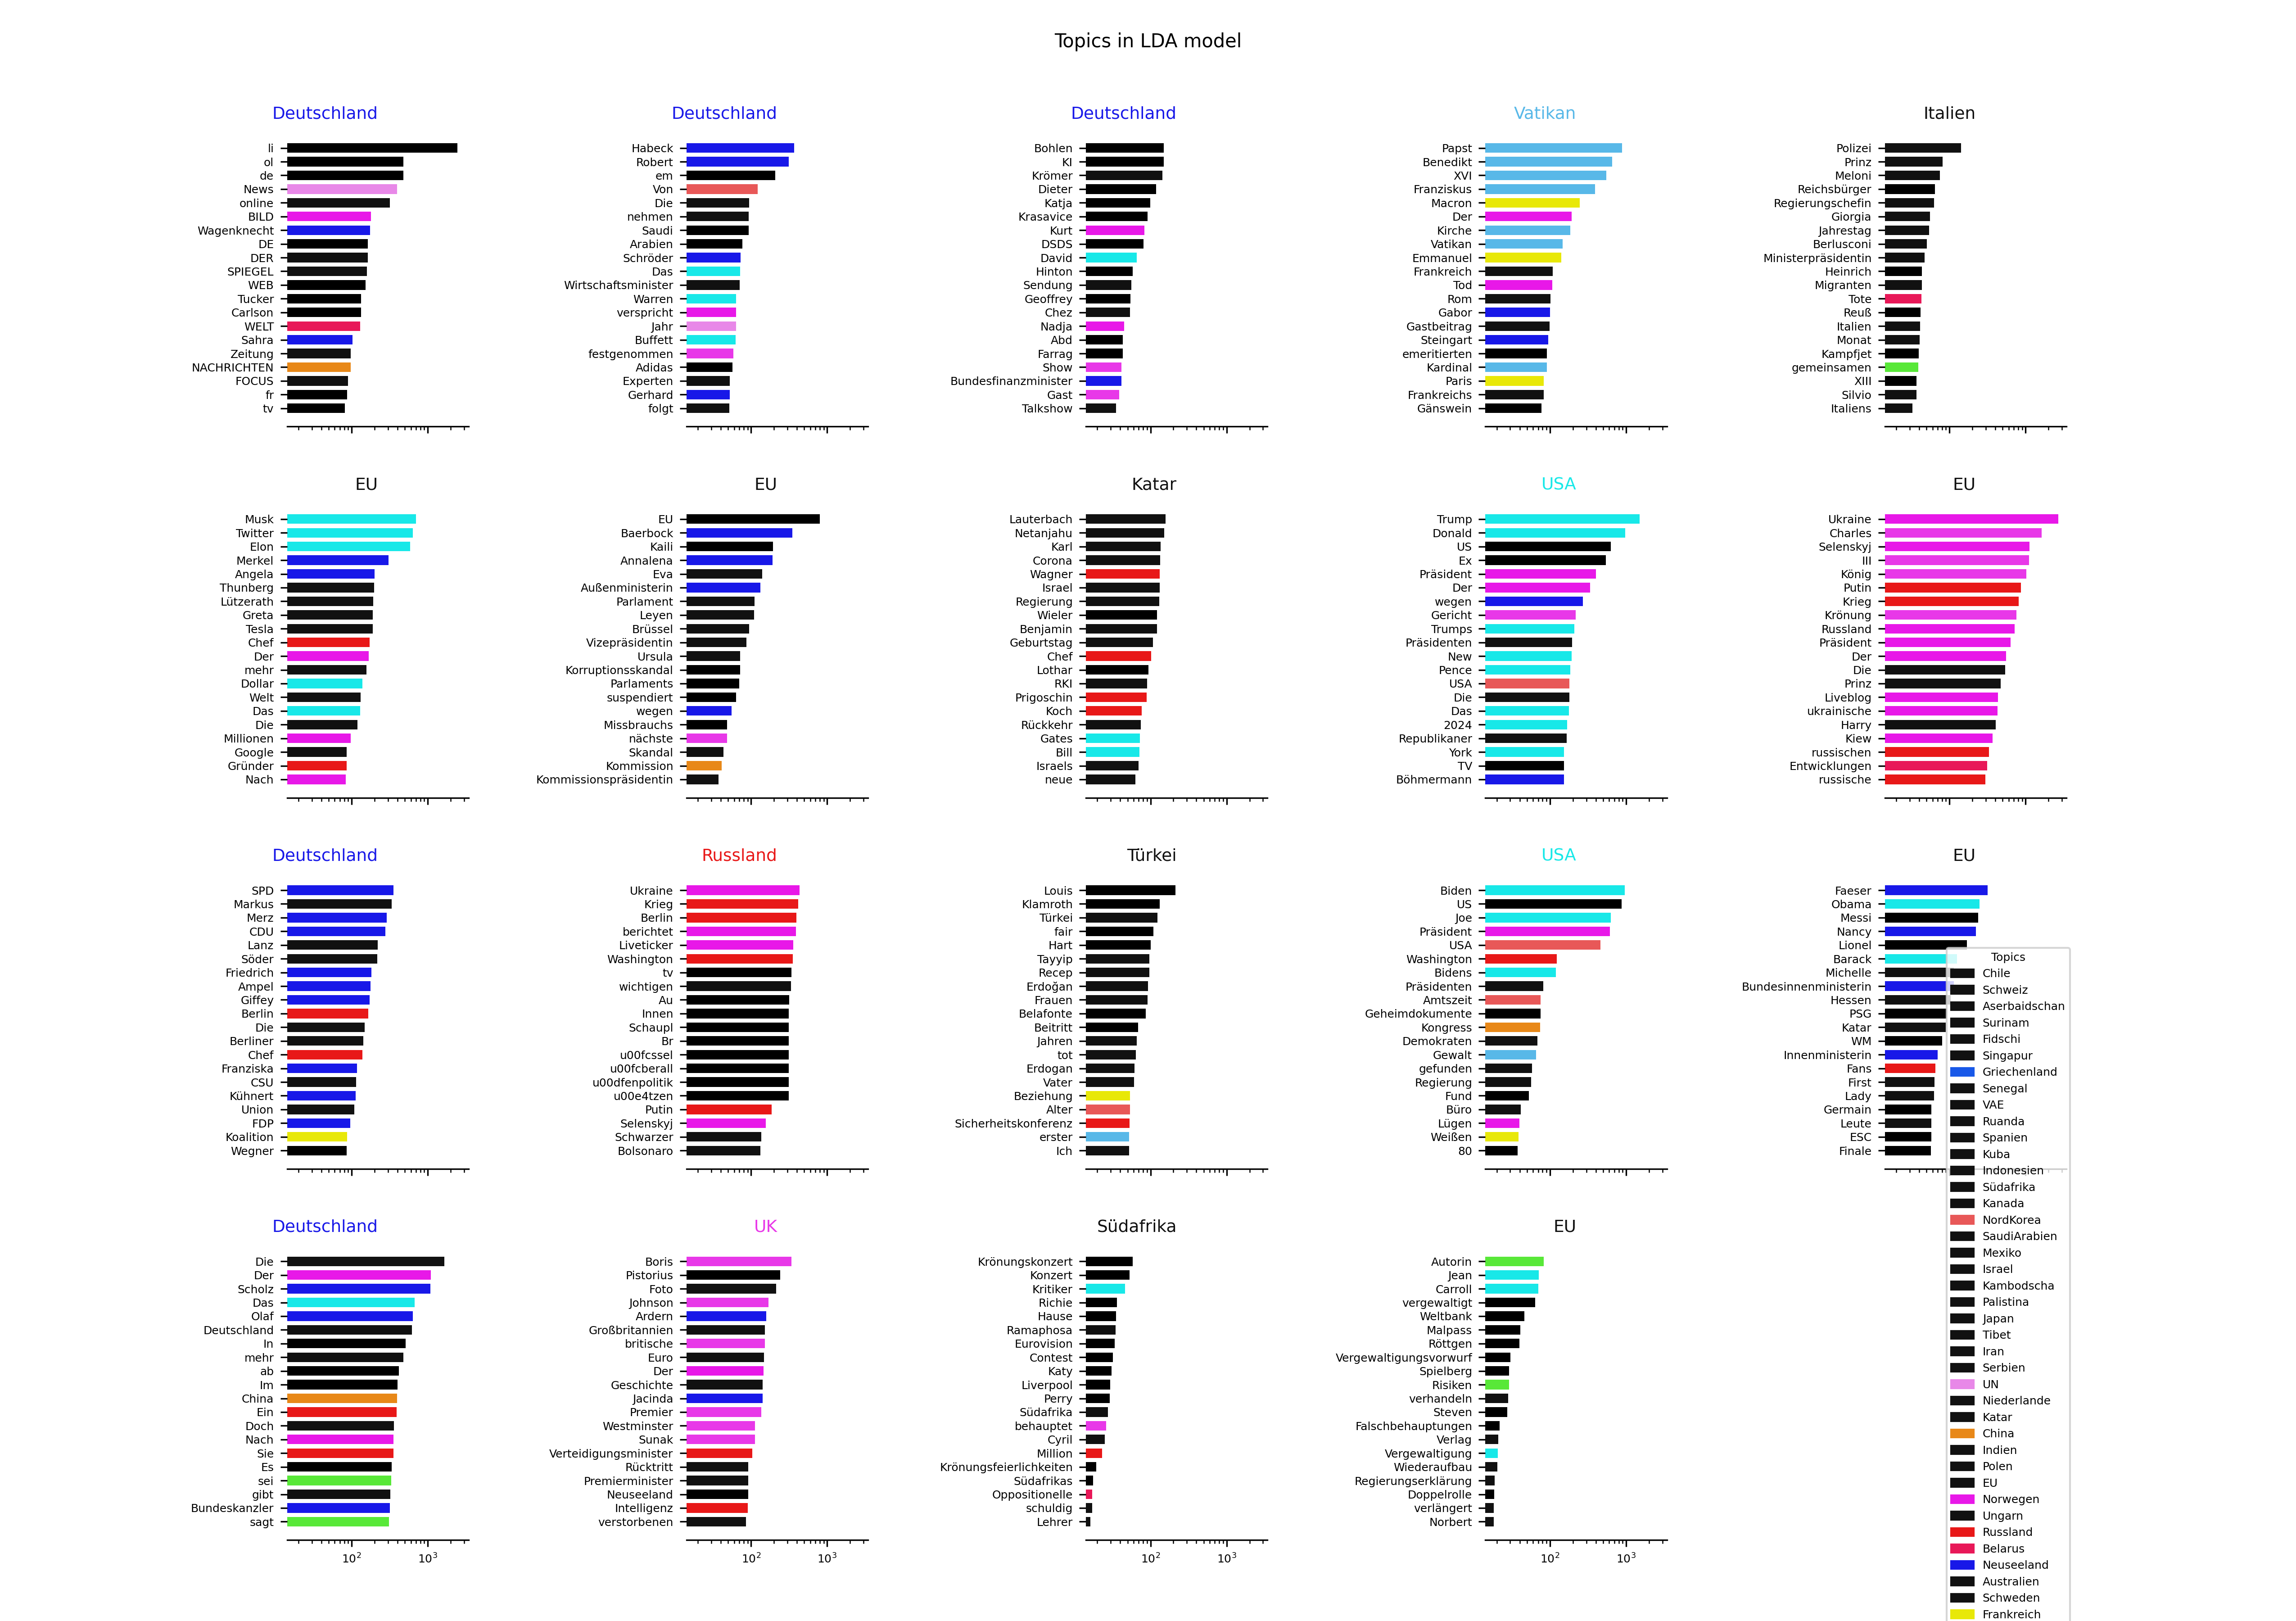 Topics in LDA model
Deutschland
li
ol
de
News
online
BILD
Wagenknecht
DE
DER
SPIEGEL
WEB
Tucker
Carlson
WELT
Sahra
Zeitung
NACHRICHTEN
FOCUS
fr
tv
Deutschland
Habeck
Robert
em
Von
Die
nehmen
Saudi
Arabien
Schröder
Das
Wirtschaftsminister
Warren
verspricht
Jahr
Buffett
festgenommen
Adidas
Experten
Gerhard
folgt
Deutschland
Bohlen
KI
Krömer
Dieter
Katja
Krasavice
Kurt
DSDS
David
Hinton
Sendung
Geoffrey
Chez
Nadja
Abd
Farrag
Show
Bundesfinanzminister
Gast
Talkshow
Vatikan
Papst
Benedikt
XVI
Franziskus
Macron
Der
Kirche
Vatikan
Emmanuel
Frankreich
Tod
Rom
Gabor
Gastbeitrag
Steingart
emeritierten
Kardinal
Paris
Frankreichs
Gänswein
Italien
Polizei
Prinz
Meloni
Reichsbürger
Regierungschefin
Giorgia
Jahrestag
Berlusconi
Ministerpräsidentin
Heinrich
Migranten
Tote
Reuß
Italien
Monat
Kampfjet
gemeinsamen
XIII
Silvio
Italiens
EU
Musk
Twitter
Elon
Merkel
Angela
Thunberg
Lützerath
Greta
Tesla
Chef
Der
mehr
Dollar
Welt
Das
Die
Millionen
Google
Gründer
Nach
EU
EU
Baerbock
Kaili
Annalena
Eva
Außenministerin
Parlament
Leyen
Brüssel
Vizepräsidentin
Ursula
Korruptionsskandal
Parlaments
suspendiert
wegen
Missbrauchs
nächste
Skandal
Kommission
Kommissionspräsidentin
Katar
Lauterbach
Netanjahu
Karl
Corona
Wagner
Israel
Regierung
Wieler
Benjamin
Geburtstag
Chef
Lothar
RKI
Prigoschin
Koch
Rückkehr
Gates
Bill
Israels
neue
USA
Trump
Donald
US
Ex
Präsident
Der
wegen
Gericht
Trumps
Präsidenten
New
Pence
USA
Die
Das
2024
Republikaner
York
TV
Böhmermann
EU
Ukraine
Charles
Selenskyj
III
König
Putin
Krieg
Krönung
Russland
Präsident
Der
Die
Prinz
Liveblog
ukrainische
Harry
Kiew
russischen
Entwicklungen
russische
Deutschland
SPD
Markus
Merz
CDU
Lanz
Söder
Friedrich
Ampel
Giffey
Berlin
Die
Berliner
Chef
Franziska
CSU
Kühnert
Union
FDP
Koalition
Wegner
Russland
Ukraine
Krieg
Berlin
berichtet
Liveticker
Washington
tv
wichtigen
Au
Innen
Schaupl
Br
u00fcssel
u00fcberall
u00dfenpolitik
u00e4tzen
Putin
Selenskyj
Schwarzer
Bolsonaro
Türkei
Louis
Klamroth
Türkei
fair
Hart
Tayyip
Recep
Erdoğan
Frauen
Belafonte
Beitritt
Jahren
tot
Erdogan
Vater
Beziehung
Alter
Sicherheitskonferenz
erster
Ich
USA
Biden
US
Joe
Präsident
USA
Washington
Bidens
Präsidenten
Amtszeit
Geheimdokumente
Kongress
Demokraten
Gewalt
gefunden
Regierung
Fund
Büro
Lügen
Weißen
80
EU
Faeser
Obama
Messi
Nancy
Lionel
Barack
Michelle
Bundesinnenministerin
Hessen
PSG
Katar
WM
Innenministerin
Fans
First
Lady
Germain
Leute
ESC
Finale
Deutschland
Die
Der
Scholz
Das
Olaf
Deutschland
In
mehr
ab
Im
China
Ein
Doch
Nach
Sie
Es
sei
gibt
Bundeskanzler
sagt
10²
10³
UK
Boris
Pistorius
Foto
Johnson
Ardern
Großbritannien
britische
Euro
Der
Geschichte
Jacinda
Premier
Westminster
Sunak
Verteidigungsminister
Rücktritt
Premierminister
Neuseeland
Intelligenz
verstorbenen
10²
10³
Südafrika
Krönungskonzert
Konzert
Kritiker
Richie
Hause
Ramaphosa
Eurovision
Contest
Katy
Liverpool
Perry
Südafrika
behauptet
Cyril
Million
Krönungsfeierlichkeiten
Südafrikas
Oppositionelle
schuldig
Lehrer
10²
10³
EU
Autorin
Jean
Carroll
vergewaltigt
Weltbank
Malpass
Röttgen
Vergewaltigungsvorwurf
Spielberg
Risiken
verhandeln
Steven
Falschbehauptungen
Verlag
Vergewaltigung
Wiederaufbau
Regierungserklärung
Doppelrolle
verlängert
Norbert
10²
10³
Topics
Chile
Schweiz
Aserbaidschan
Surinam
Fidschi
Singapur
Griechenland
Senegal
VAE
Ruanda
Spanien
Kuba
Indonesien
Südafrika
Kanada
NordKorea
SaudiArabien
Mexiko
Israel
Kambodscha
Palistina
Japan
Tibet
Iran
Serbien
UN
Niederlande
Katar
China
Indien
Polen
EU
Norwegen
Ungarn
Russland
Belarus
Neuseeland
Australien
Schweden
Frankreich